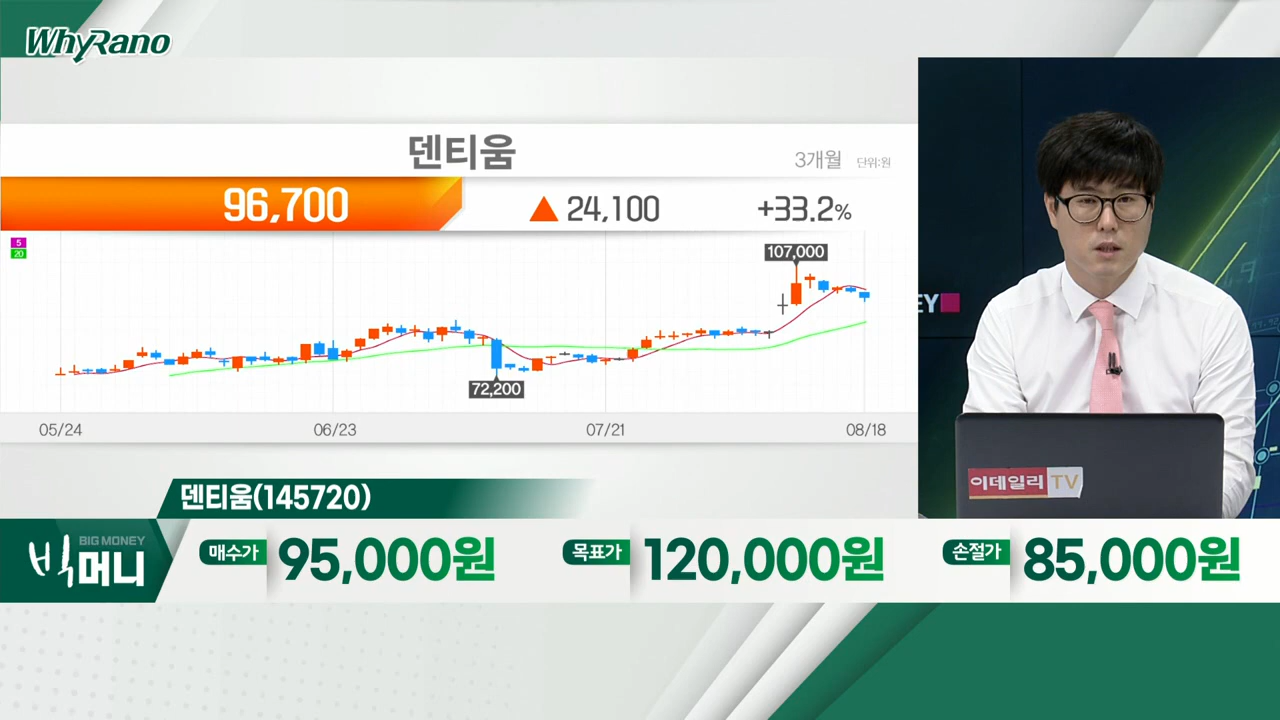 WhyRano
덴티움
3개월 단위:원
96,700 ▲ 24,100 +33.2%
5
20
107,000
72,200
05/24 06/23 07/21 08/18
EY
이데일리TV
덴티움(145720)
BIG MONEY
빅머니
매수가 95,000원 목표가 120,000원 손절가 85,000원